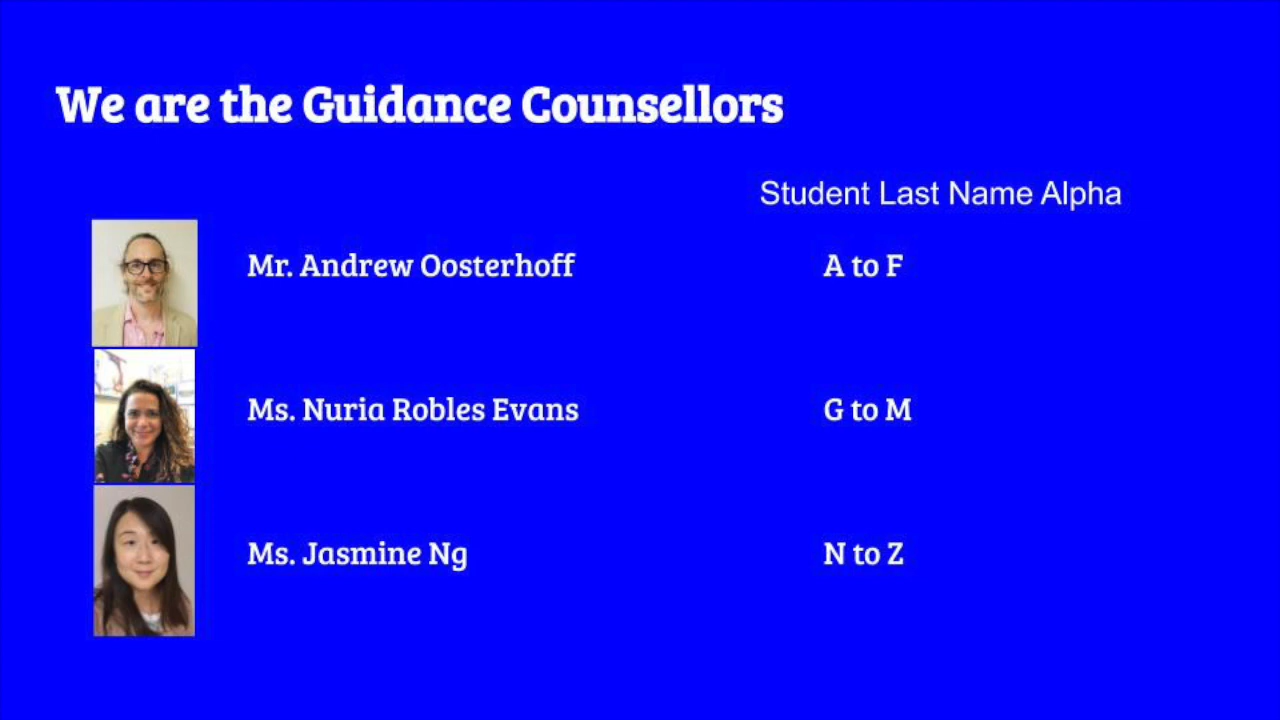 We are the Guidance Counsellors
Student Last Name Alpha
Mr. Andrew Oosterhoff A to F
Ms. Nuria Robles Evans G to M
Ms. Jasmine Ng N to Z